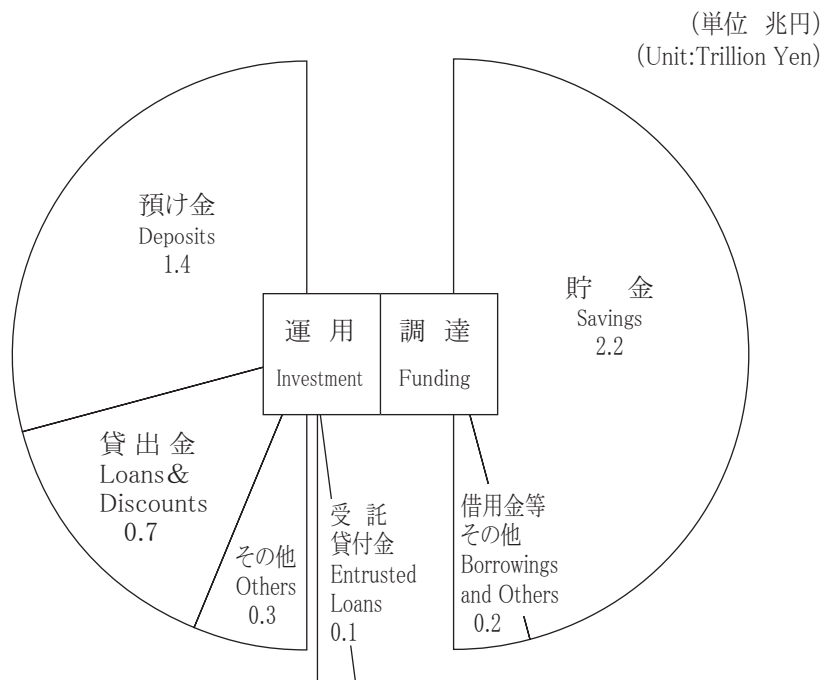 (単位 兆円)
(Unit:Trillion Yen)
預け金
Deposits
1.4
貯 金
Savings
2.2
運 用
Investment
調 達
Funding
貸 出 金
Loans&
Discounts
0.7
その他
Others
0.3
受 託
貸付金
Entrusted
Loans
0.1
借用金等
その他
Borrowings
and Others
0.2